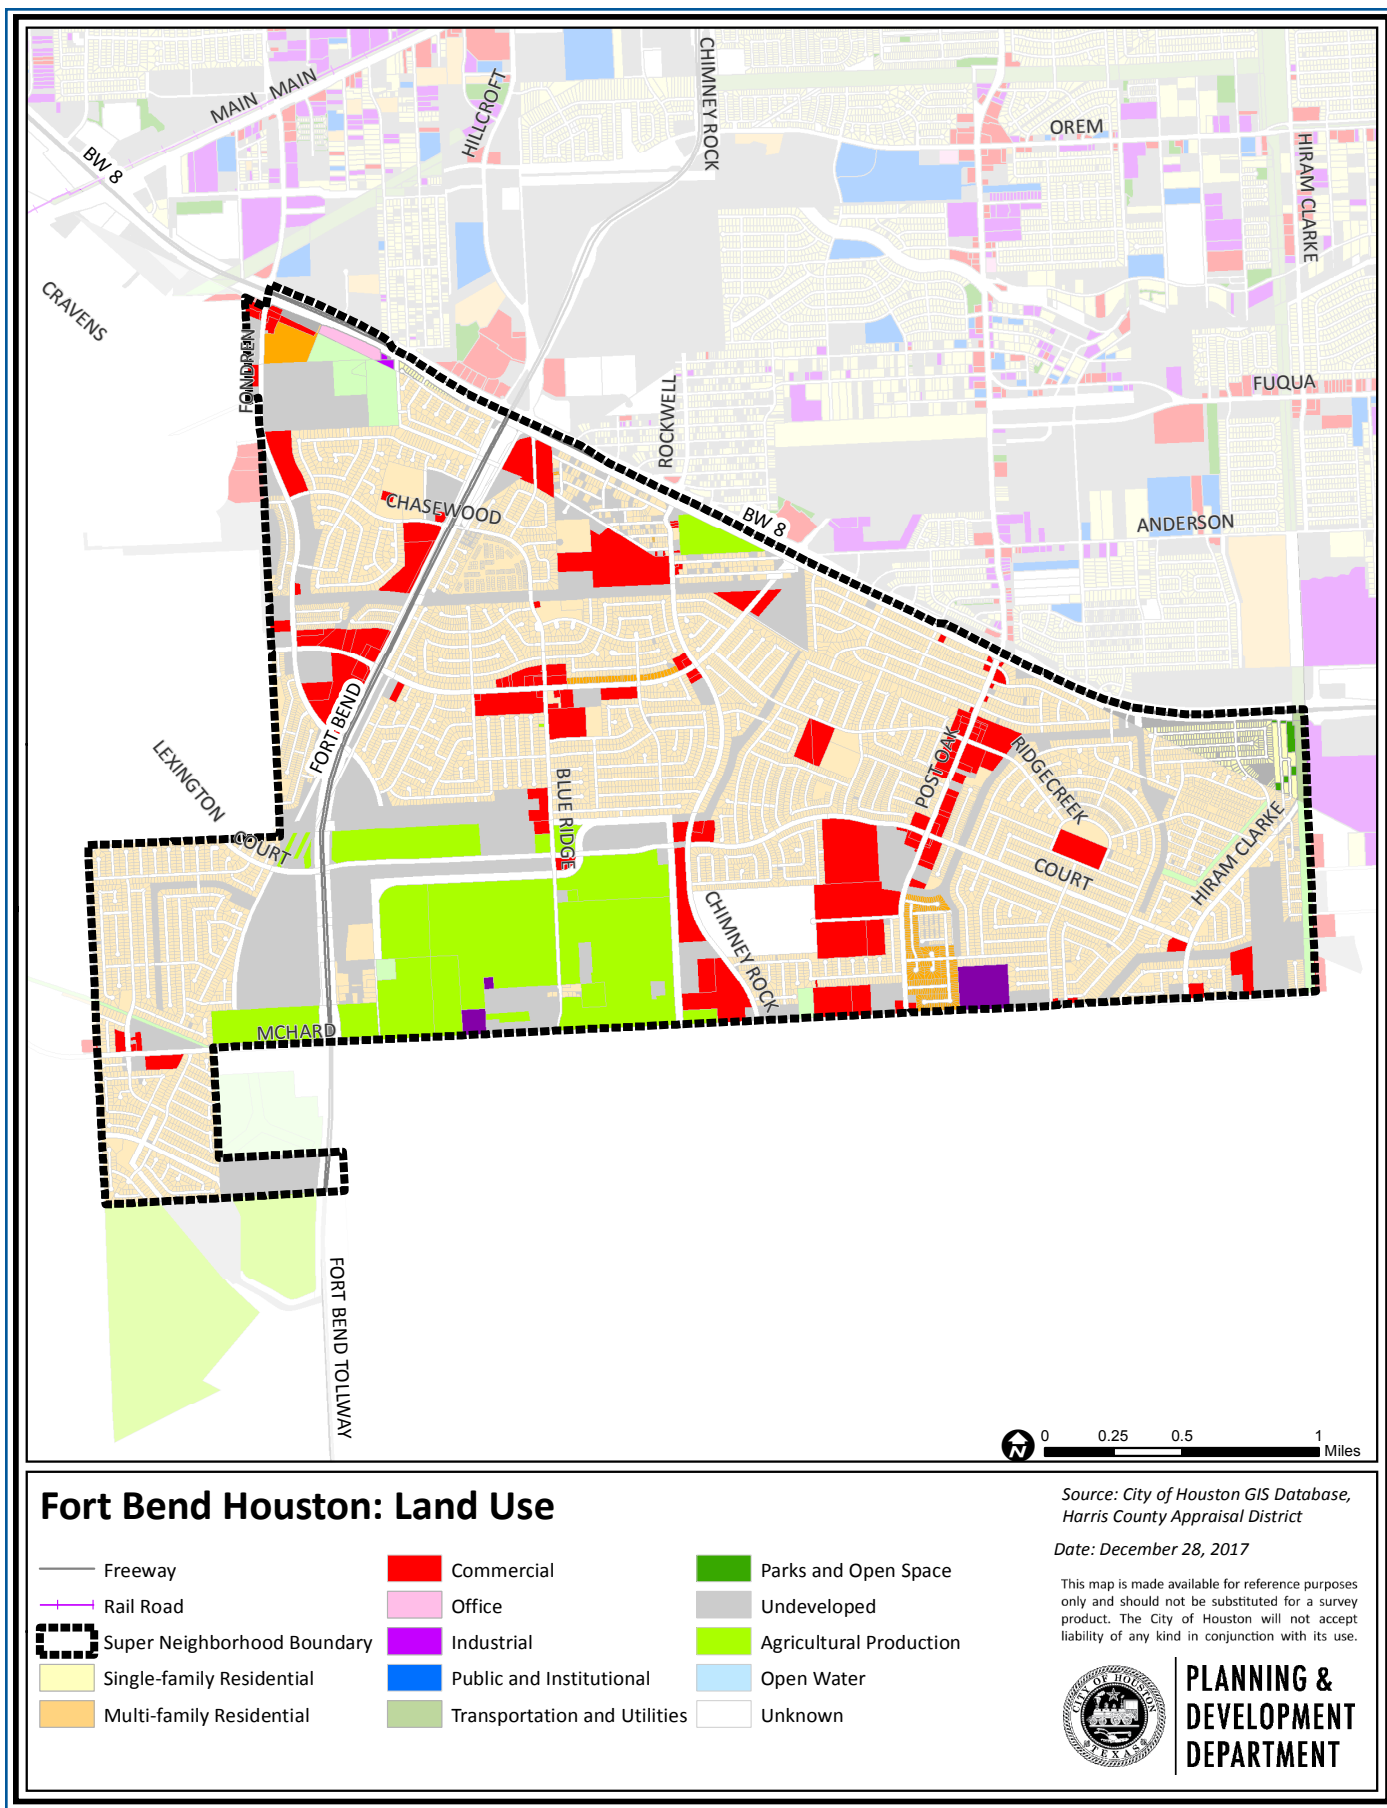 MAIN MAIN
HILLCROFT
CHIMNEY ROCK
OREM
HIRAM CLARKE
BW 8
CRAVENS
FONDREN
ROCKWELL
FUQUA
CHASEWOOD
BW 8
ANDERSON
FORT BEND
LEXINGTON
COURT
BLUE RIDGE
POST OAK
RIDGECREEK
COURT
HIRAM CLARKE
CHIMNEY ROCK
MCHARD
FORT BEND TOLLWAY
N
0 0.25 0.5 1
Miles
Fort Bend Houston: Land Use
Freeway
Rail Road
Super Neighborhood Boundary
Single-family Residential
Multi-family Residential
Commercial
Office
Industrial
Public and Institutional
Transportation and Utilities
Parks and Open Space
Undeveloped
Agricultural Production
Open Water
Unknown
Source: City of Houston GIS Database,
Harris County Appraisal District
Date: December 28, 2017
This map is made available for reference purposes
only and should not be substituted for a survey
product. The City of Houston will not accept
liability of any kind in conjunction with its use.
CITY OF HOUSTON
TEXAS
PLANNING &
DEVELOPMENT
DEPARTMENT